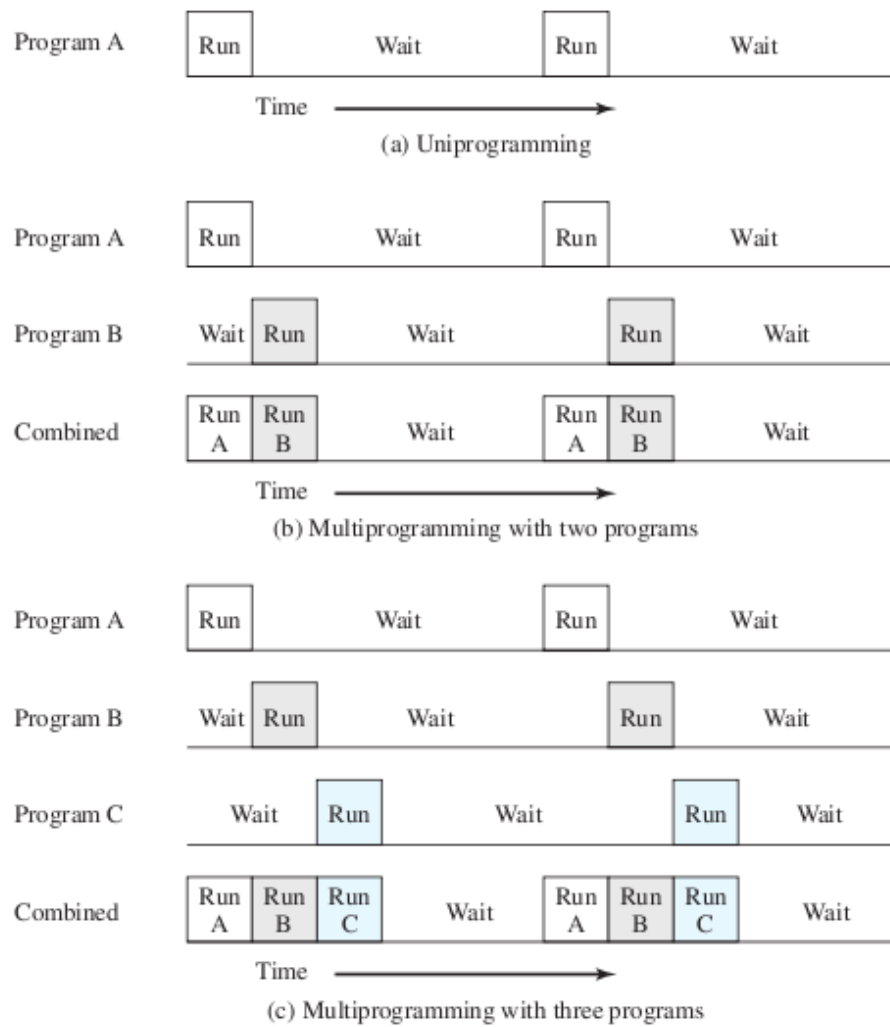 Program A Run Wait Run Wait
Time
(a) Uniprogramming
Program A Run Wait Run Wait
Program B Wait Run Wait Run Wait
Combined Run A Run B Wait Run A Run B Wait
Time
(b) Multiprogramming with two programs
Program A Run Wait Run Wait
Program B Wait Run Wait Run Wait
Program C Wait Run Wait Run Wait
Combined Run A Run B Run C Wait Run A Run B Run C Wait
Time
(c) Multiprogramming with three programs